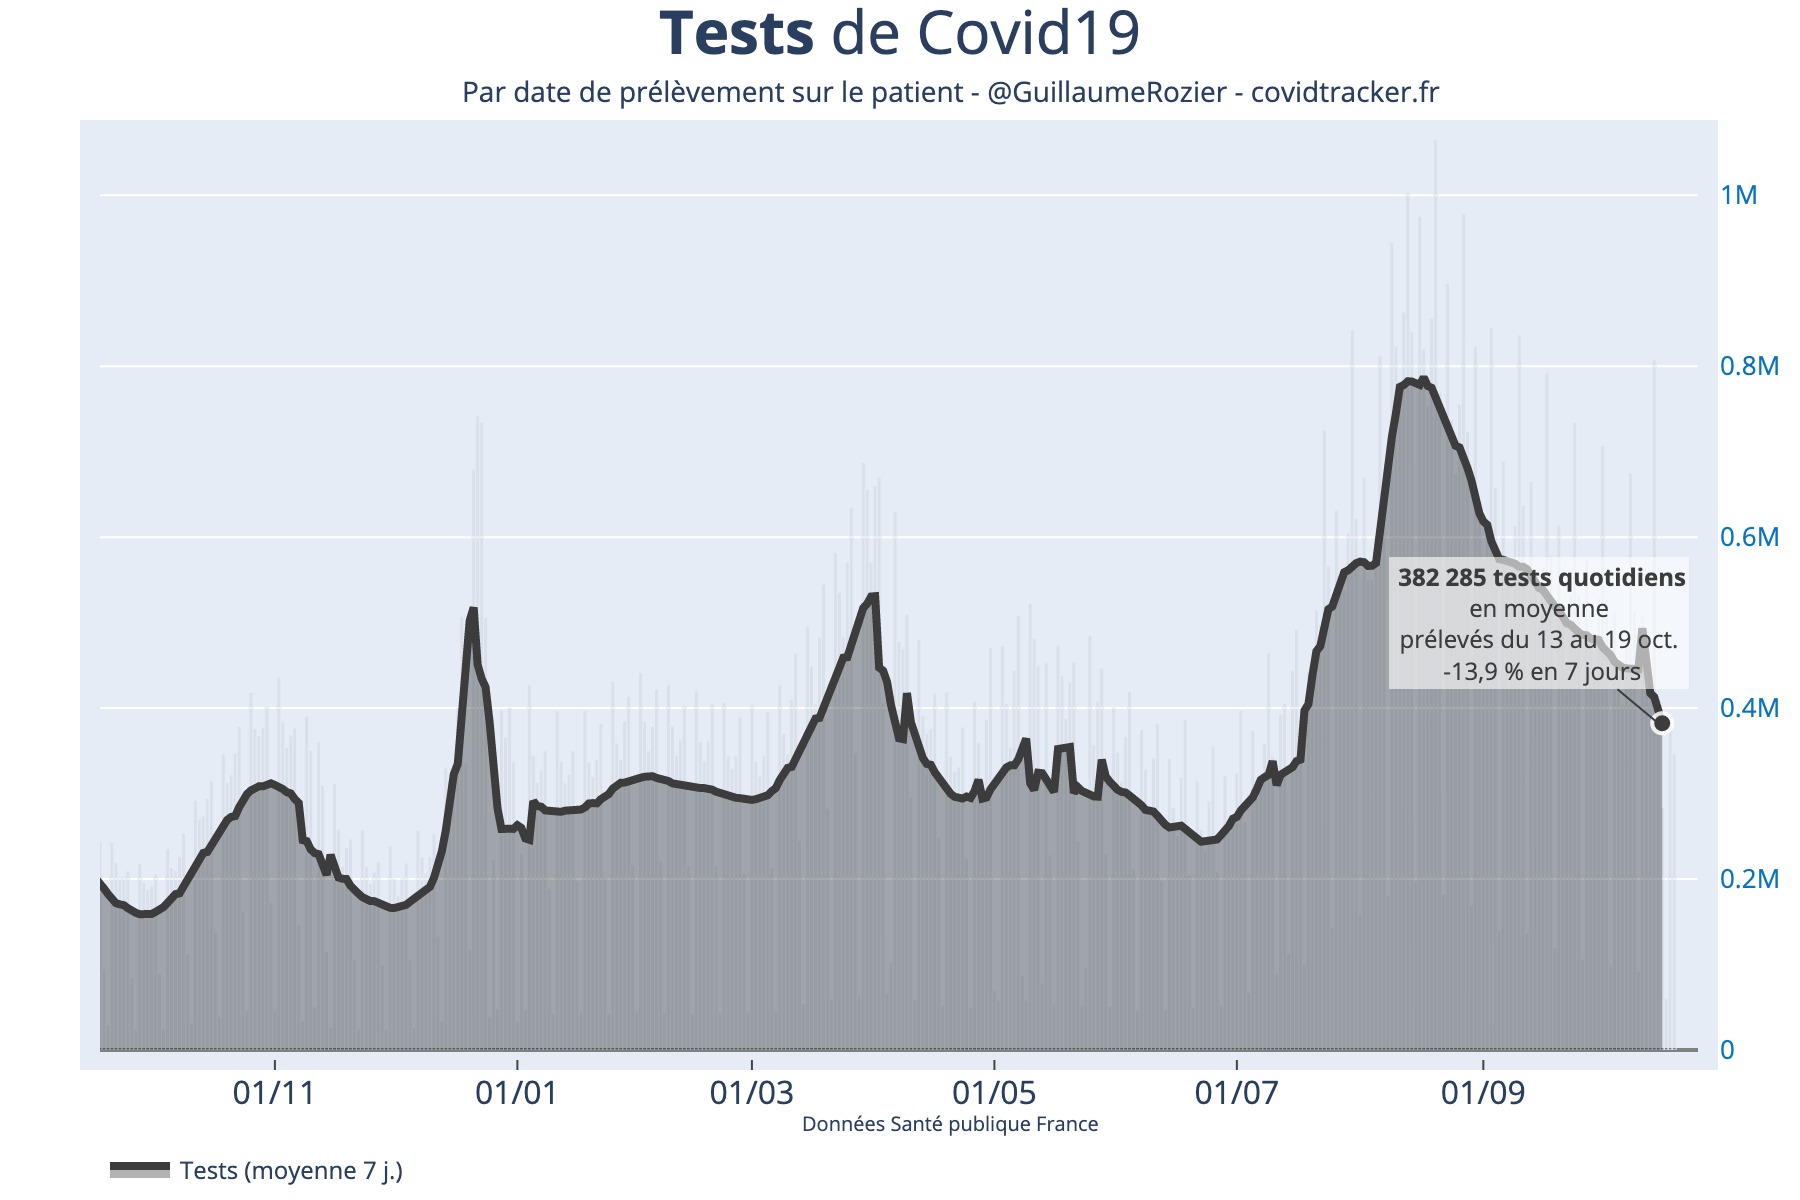 Tests de Covid19
Par date de prélèvement sur le patient - @GuillaumeRozier - covidtracker.fr
1M
0.8M
0.6M
382 285 tests quotidiens
en moyenne
prélevés du 13 au 19 oct.
-13,9 % en 7 jours
0.4M
0.2M
0
01/11 01/01 01/03 01/05 01/07 01/09
Données Santé publique France
Tests (moyenne 7 j.)